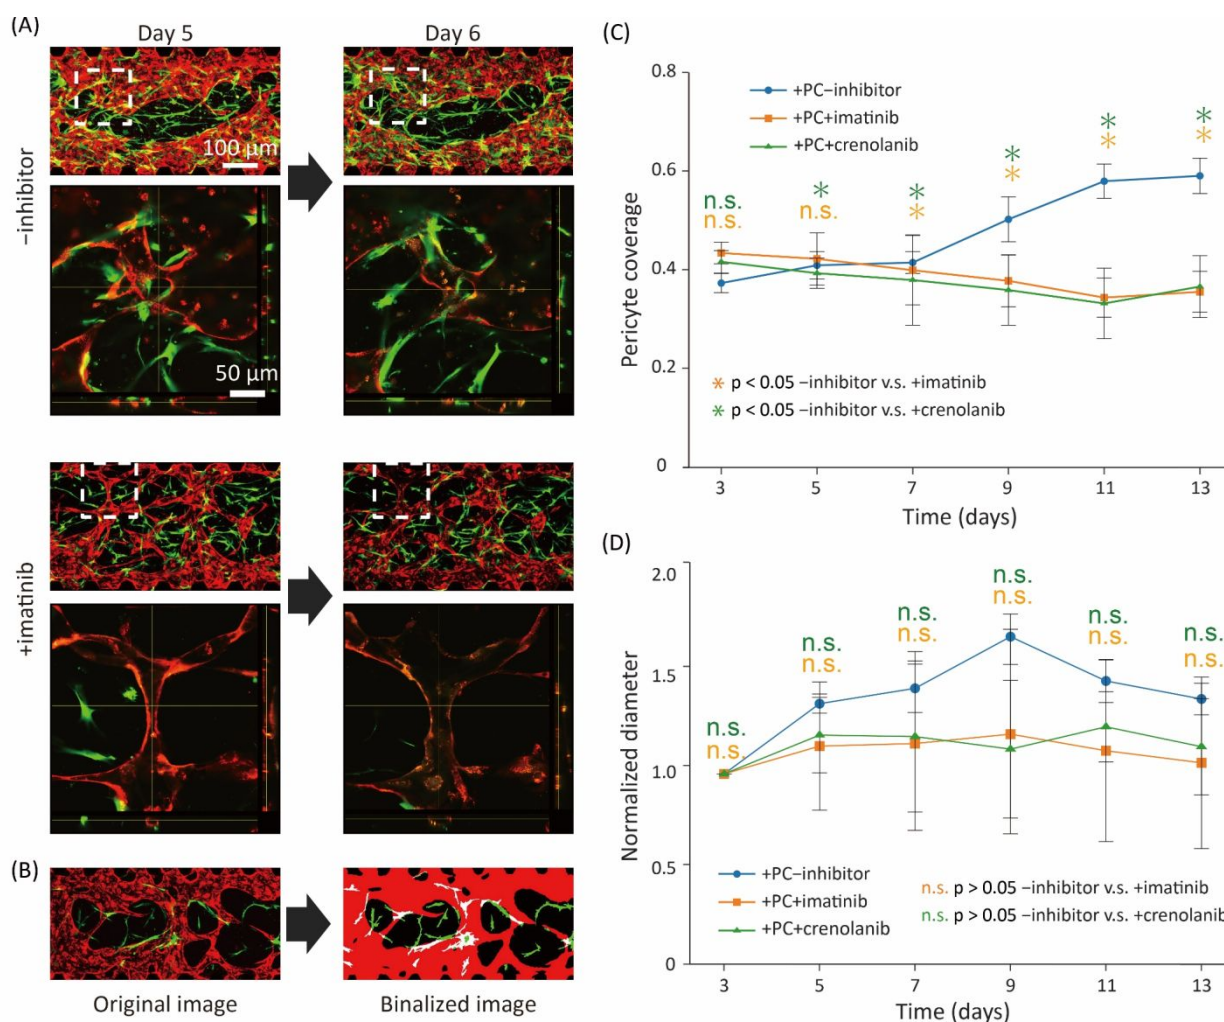 (A)
Day 5
Day 6
−inhibitor
100 μm
50 μm
+imatinib
(B)
Original image
Binalized image
(C)
0.8
0.6
0.4
0.2
0
Pericyte coverage
+PC−inhibitor
+PC+imatinib
+PC+crenolanib
n.s.
n.s.
*
n.s.
*
*
*
*
*
*
*
*
* p < 0.05 −inhibitor v.s. +imatinib
* p < 0.05 −inhibitor v.s. +crenolanib
3 5 7 9 11 13
Time (days)
(D)
2.0
1.5
1.0
0.5
0
Normalized diameter
n.s.
n.s.
n.s.
n.s.
n.s.
n.s.
n.s.
n.s.
n.s.
n.s.
n.s.
n.s.
+PC−inhibitor
+PC+imatinib
+PC+crenolanib
n.s. p > 0.05 −inhibitor v.s. +imatinib
n.s. p > 0.05 −inhibitor v.s. +crenolanib
3 5 7 9 11 13
Time (days)